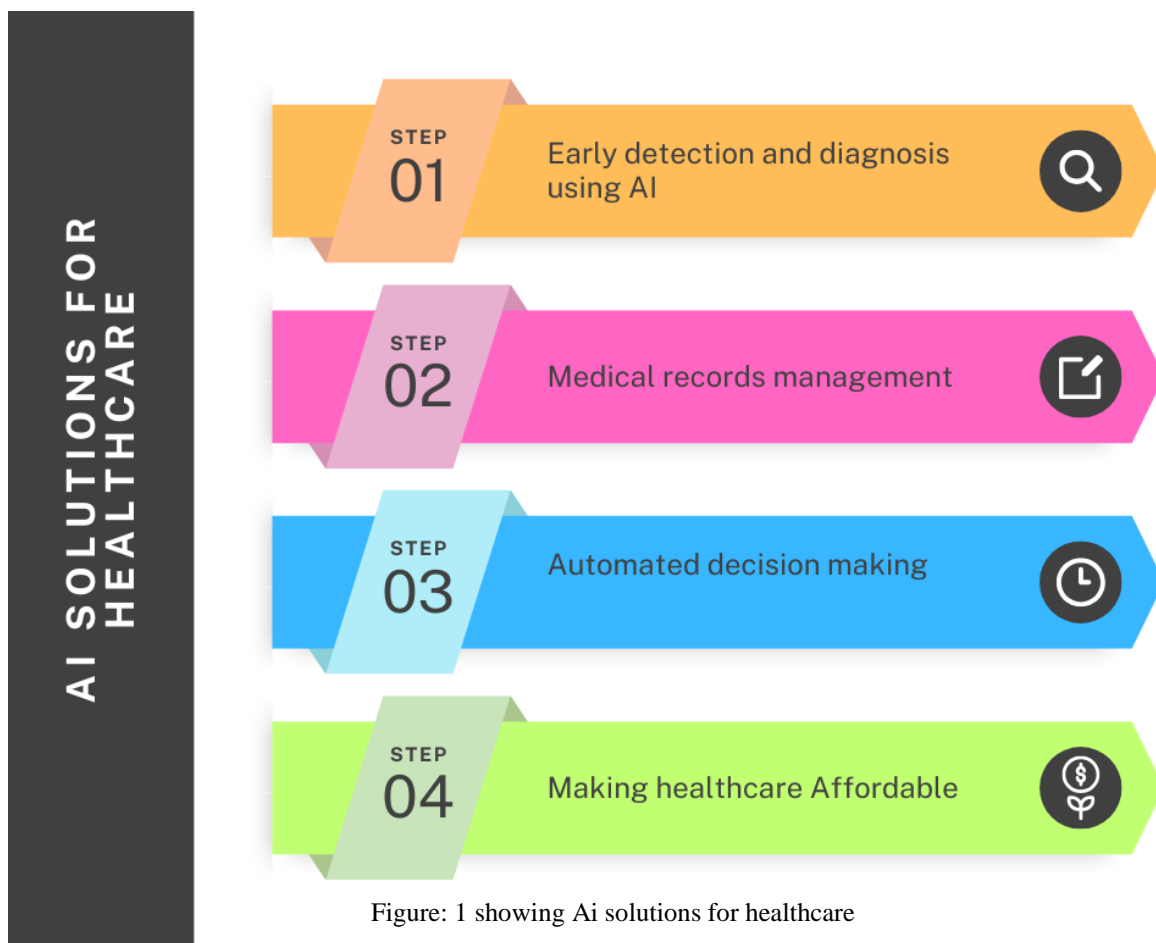 AI SOLUTIONS FOR
HEALTHCARE
STEP
01
Early detection and diagnosis
using AI
STEP
02
Medical records management
STEP
03
Automated decision making
STEP
04
Making healthcare Affordable
$
Figure: 1 showing Ai solutions for healthcare